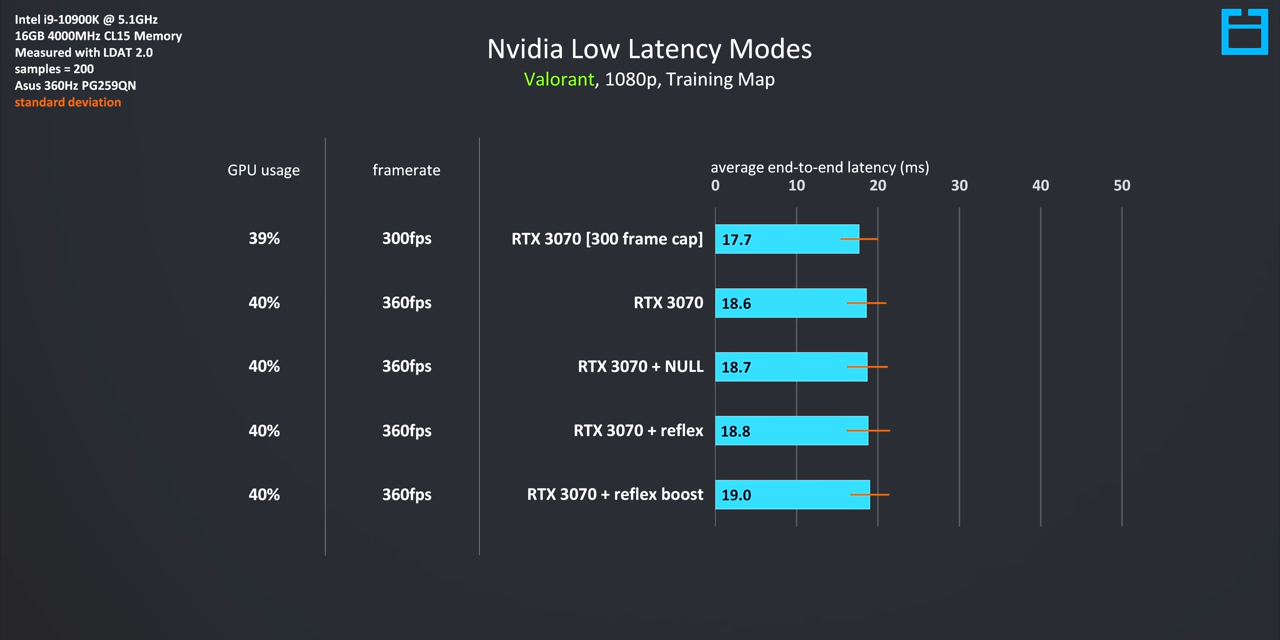 Intel i9-10900K @ 5.1GHz
16GB 4000MHz CL15 Memory
Measured with LDAT 2.0
samples = 200
Asus 360Hz PG259QN
standard deviation
Nvidia Low Latency Modes
Valorant, 1080p, Training Map
GPU usage framerate average end-to-end latency (ms)
0 10 20 30 40 50
39% 300fps RTX 3070 [300 frame cap] 17.7
40% 360fps RTX 3070 18.6
40% 360fps RTX 3070 + NULL 18.7
40% 360fps RTX 3070 + reflex 18.8
40% 360fps RTX 3070 + reflex boost 19.0